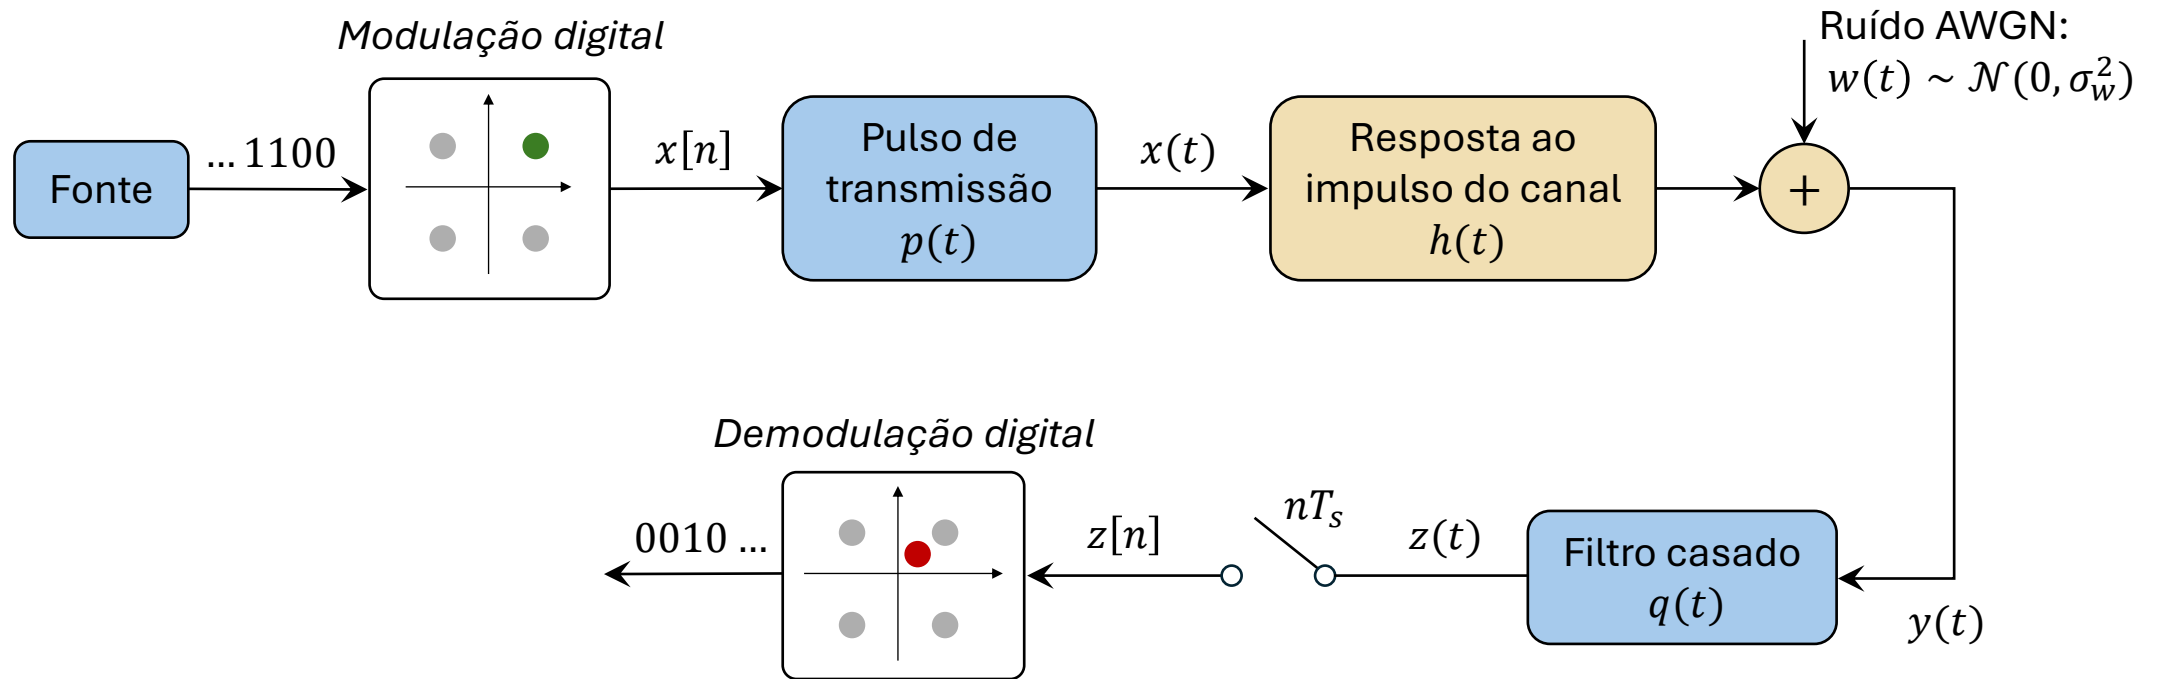 Modulação digital
Ruído AWGN:
w(t) ~ 𝒩(0, σ_w^2)
Fonte
... 1100
x[n]
Pulso de
transmissão
p(t)
x(t)
Resposta ao
impulso do canal
h(t)
+
Demodulação digital
0010 ...
z[n]
nT_s
z(t)
Filtro casado
q(t)
y(t)